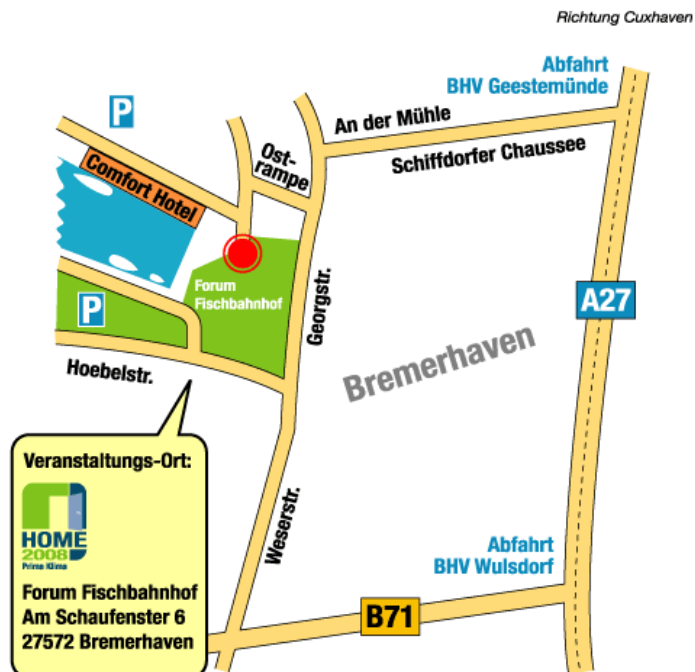 Richtung Cuxhaven
Abfahrt
BHV Geestemünde
P
An der Mühle
Schiffdorfer Chaussee
Ost-
rampe
Comfort Hotel
Forum
Fischbahnhof
Georgstr.
A27
P
Bremerhaven
Hoebelstr.
Veranstaltungs-Ort:
HOME
2008
Prima Klima
Forum Fischbahnhof
Am Schaufenster 6
27572 Bremerhaven
Weserstr.
Abfahrt
BHV Wulsdorf
B71